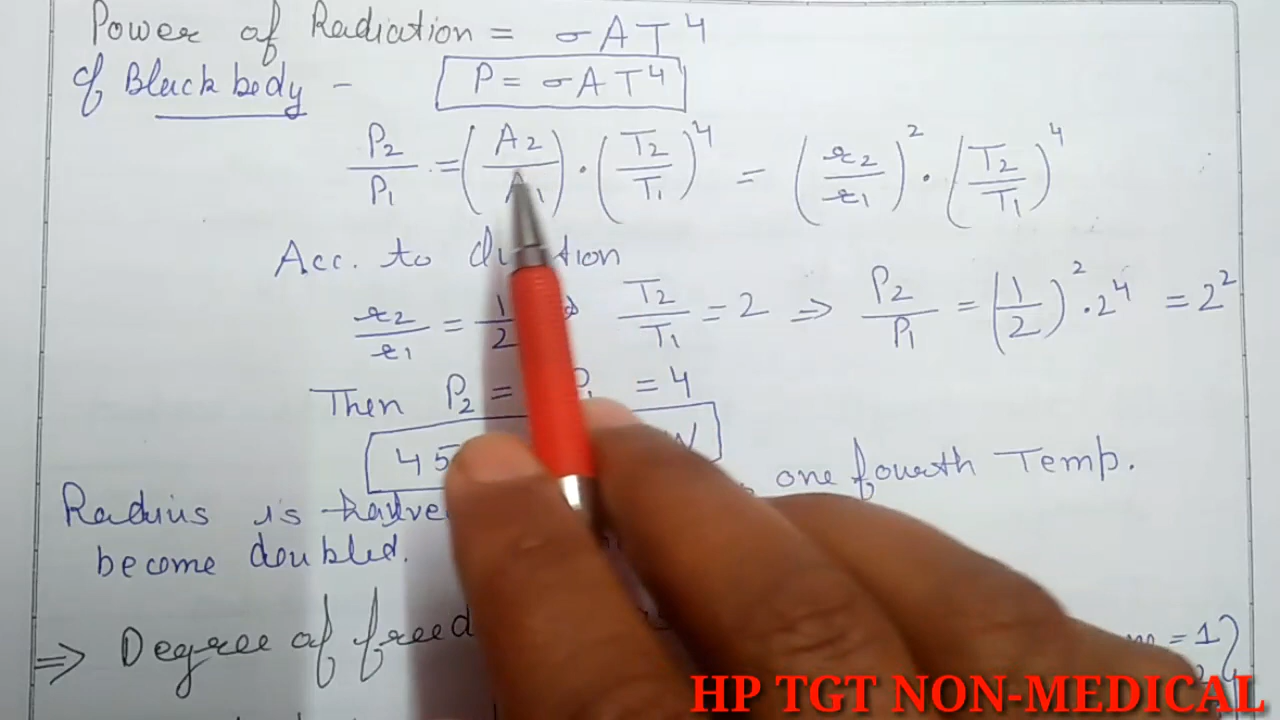 Power of Radiation = σAT⁴
of Black body - P = σAT⁴
P₂/P₁ = (A₂/A₁) · (T₂/T₁)⁴ = (r₂/r₁)² · (T₂/T₁)⁴
Acc. to
r₂/r₁ = 1/2 T₂/T₁ = 2 ⇒ P₂/P₁ = (1/2)² · 2⁴ = 2²
Then P₂ = P₁ = 4
45 W
Radius is one fourth Temp.
become doubled.
⇒ Degree of
HP TGT NON-MEDICAL